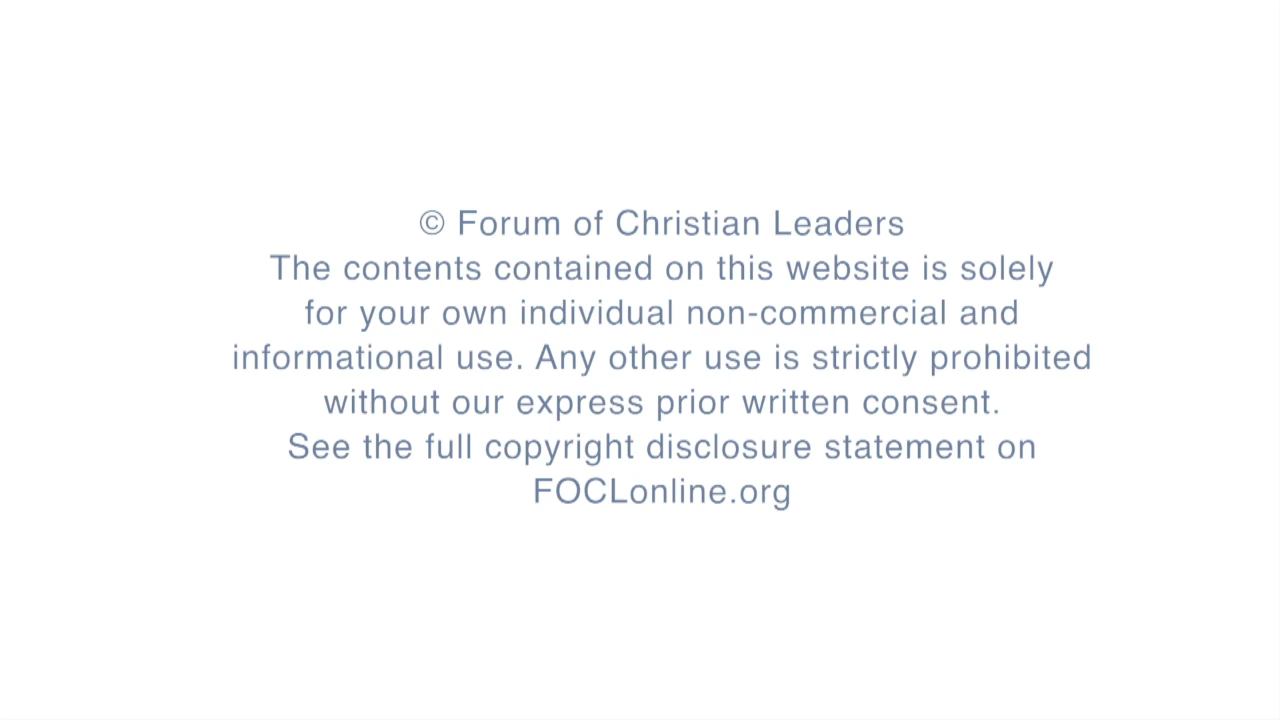 © Forum of Christian Leaders
The contents contained on this website is solely
for your own individual non-commercial and
informational use. Any other use is strictly prohibited
without our express prior written consent.
See the full copyright disclosure statement on
FOCLonline.org